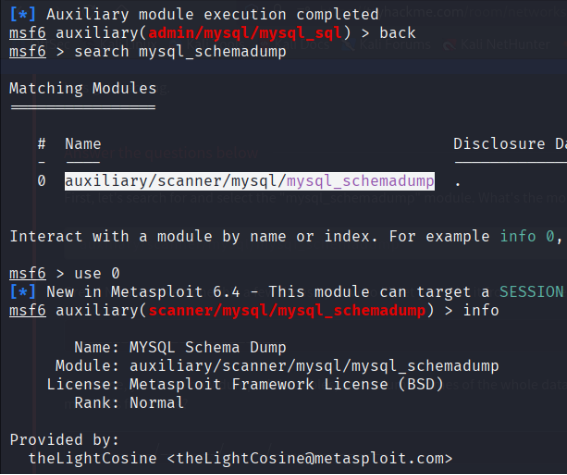 [*] Auxiliary module execution completed
msf6 auxiliary(admin/mysql/mysql_sql) > back
msf6 > search mysql_schemadump
Matching Modules
================
# Name Disclosure Da
- ----
0 auxiliary/scanner/mysql/mysql_schemadump .
Interact with a module by name or index. For example info 0,
msf6 > use 0
[*] New in Metasploit 6.4 - This module can target a SESSION
msf6 auxiliary(scanner/mysql/mysql_schemadump) > info
Name: MYSQL Schema Dump
Module: auxiliary/scanner/mysql/mysql_schemadump
License: Metasploit Framework License (BSD)
Rank: Normal
Provided by:
theLightCosine <theLightCosine@metasploit.com>